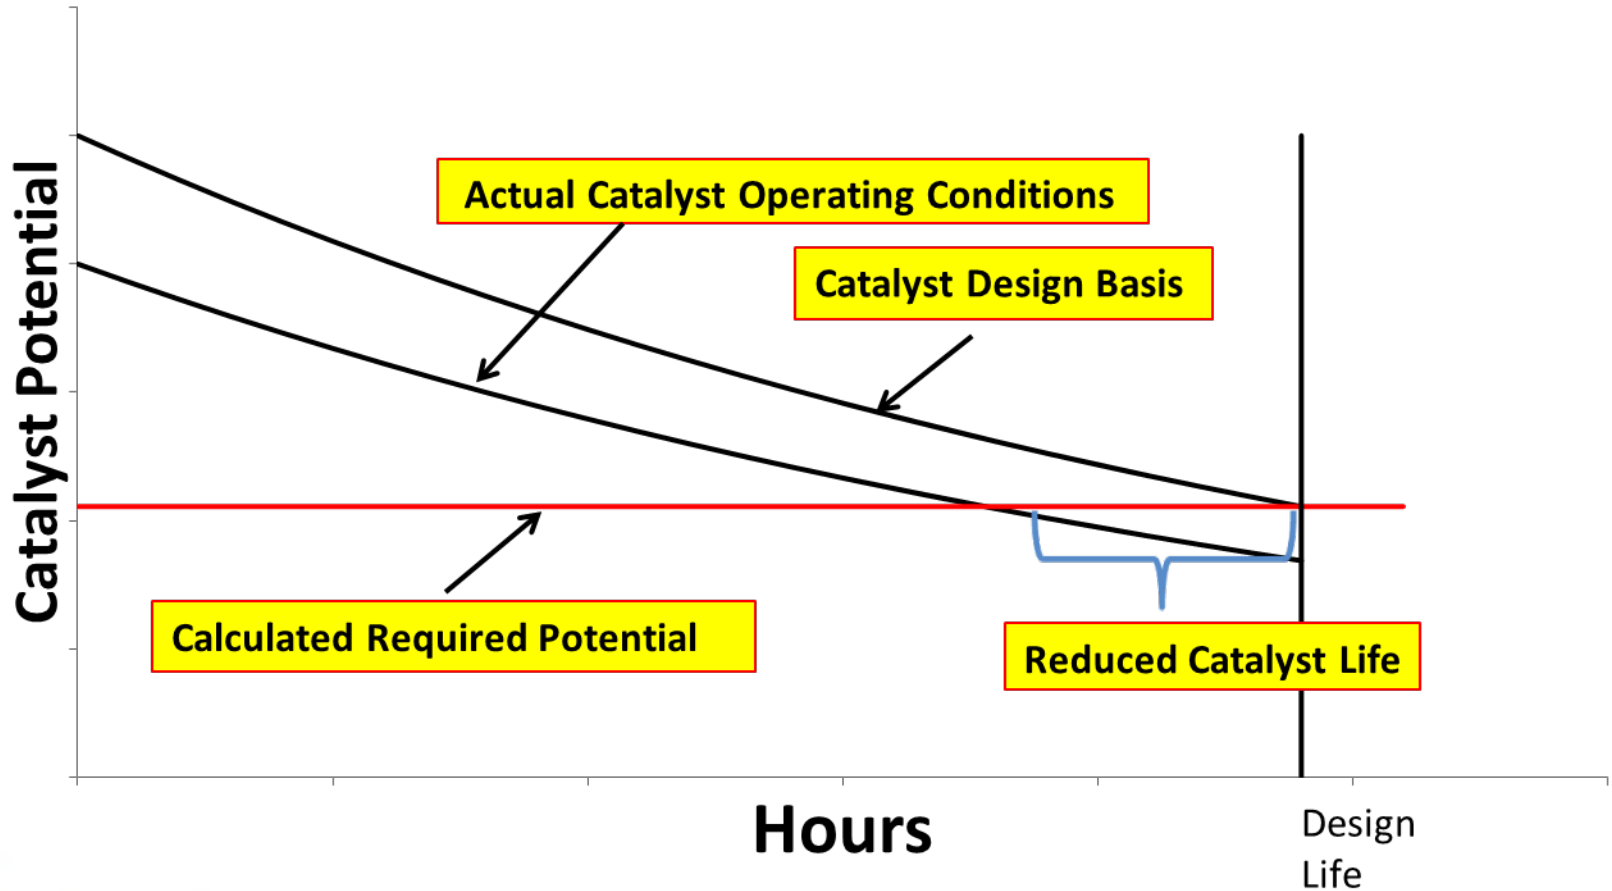 Catalyst Potential
Actual Catalyst Operating Conditions
Catalyst Design Basis
Calculated Required Potential
Reduced Catalyst Life
Hours
Design
Life